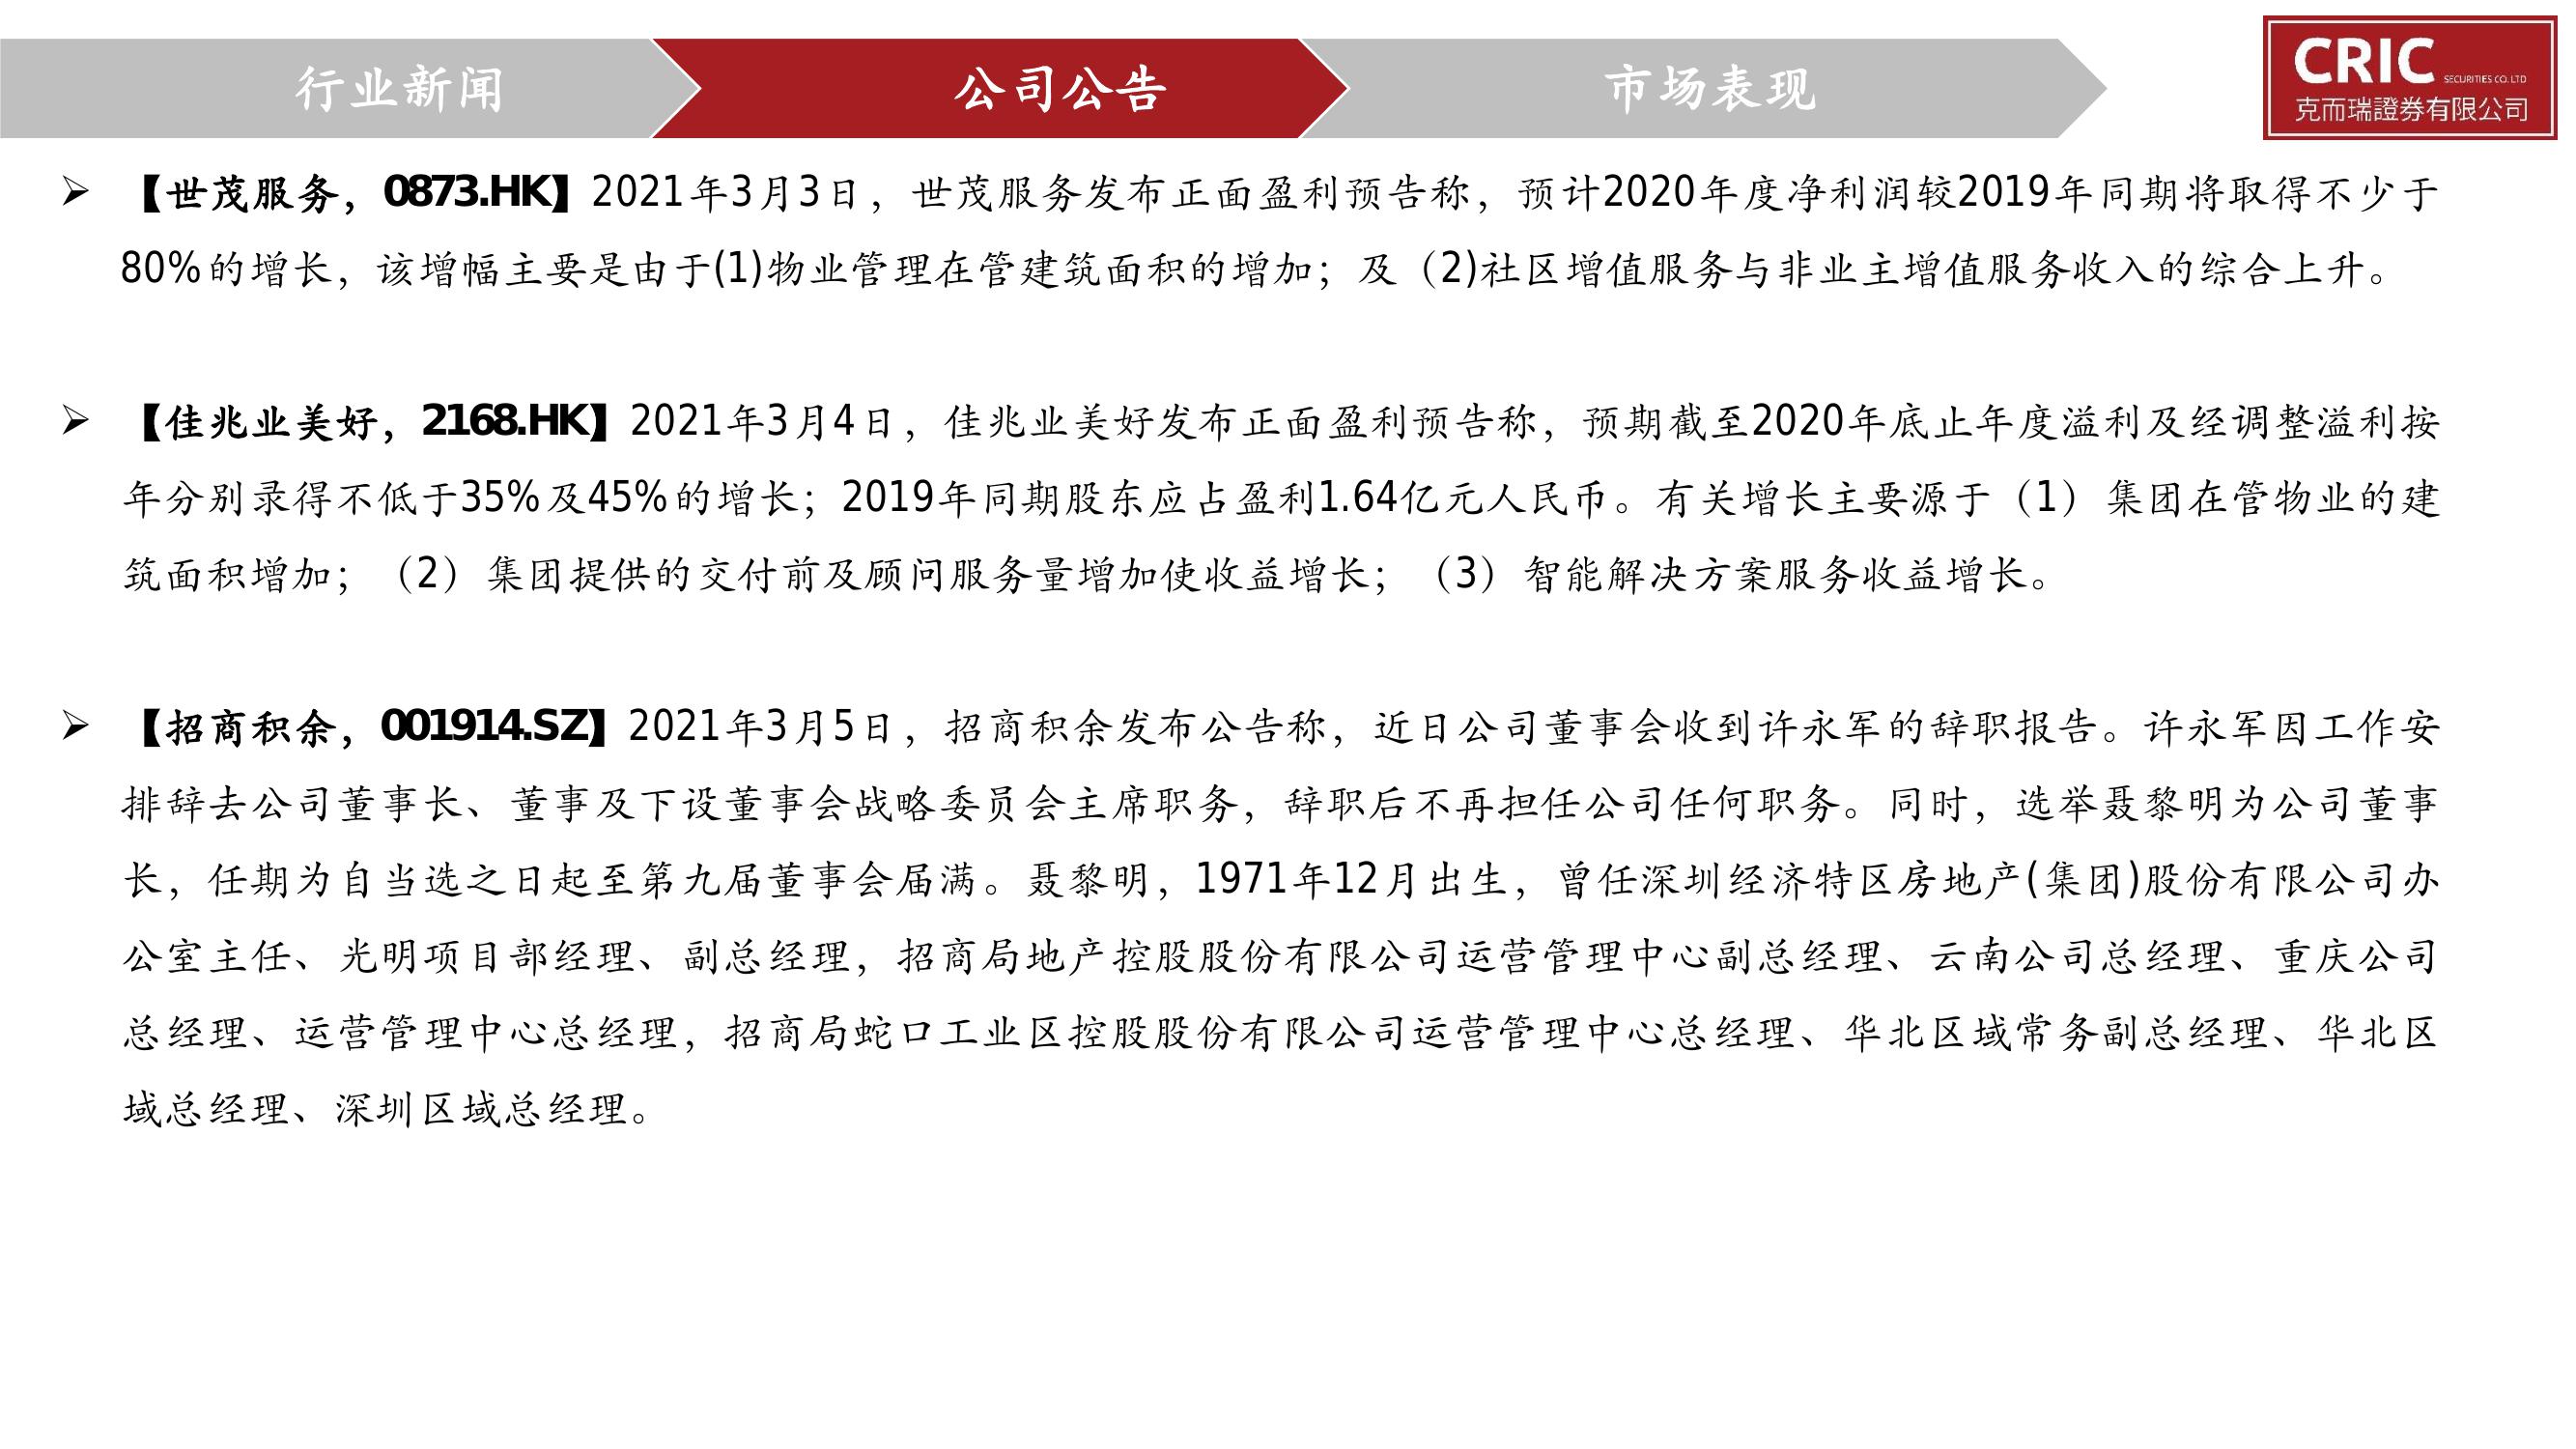 行业新闻
公司公告
市场表现
CRIC SECURITIES CO. LTD
克而瑞證券有限公司
【世茂服务，0873.HK】2021年3月3日，世茂服务发布正面盈利预告称，预计2020年度净利润较2019年同期将取得不少于
80%的增长，该增幅主要是由于(1)物业管理在管建筑面积的增加；及（2)社区增值服务与非业主增值服务收入的综合上升。
【佳兆业美好，2168.HK】2021年3月4日，佳兆业美好发布正面盈利预告称，预期截至2020年底止年度溢利及经调整溢利按
年分别录得不低于35%及45%的增长；2019年同期股东应占盈利1.64亿元人民币。有关增长主要源于（1）集团在管物业的建
筑面积增加；（2）集团提供的交付前及顾问服务量增加使收益增长；（3）智能解决方案服务收益增长。
【招商积余，001914.SZ】2021年3月5日，招商积余发布公告称，近日公司董事会收到许永军的辞职报告。许永军因工作安
排辞去公司董事长、董事及下设董事会战略委员会主席职务，辞职后不再担任公司任何职务。同时，选举聂黎明为公司董事
长，任期为自当选之日起至第九届董事会届满。聂黎明，1971年12月出生，曾任深圳经济特区房地产(集团)股份有限公司办
公室主任、光明项目部经理、副总经理，招商局地产控股股份有限公司运营管理中心副总经理、云南公司总经理、重庆公司
总经理、运营管理中心总经理，招商局蛇口工业区控股股份有限公司运营管理中心总经理、华北区域常务副总经理、华北区
域总经理、深圳区域总经理。